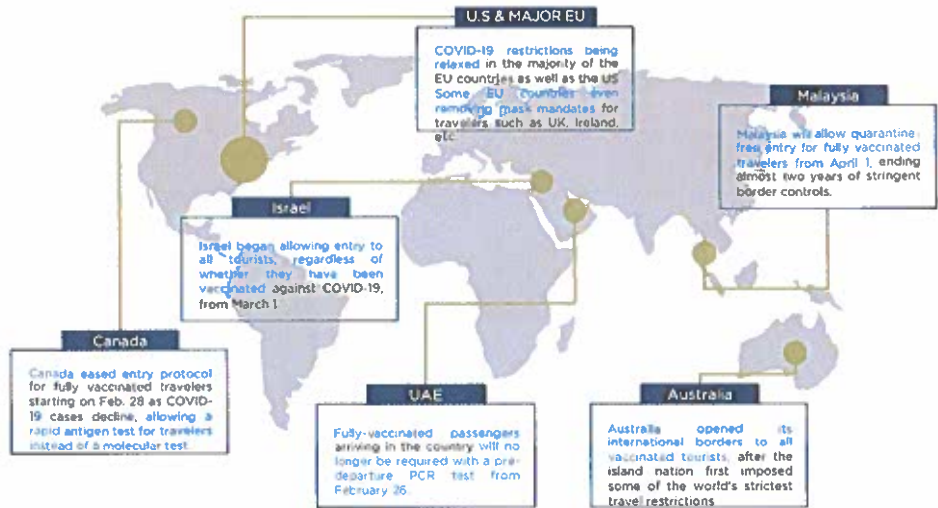 U.S & MAJOR EU
COVID-19 restrictions being
relaxed in the majority of the
EU countries as well as the US
Some EU countries even
removing mask mandates for
travelers such as UK, Ireland,
etc.
Malaysia
Malaysia will allow quarantine-
free entry for fully vaccinated
travelers from April 1, ending
almost two years of stringent
border controls.
Israel
Israel began allowing entry to
all tourists, regardless of
whether they have been
vaccinated against COVID-19,
from March 1
Canada
Canada eased entry protocol
for fully vaccinated travelers
starting on Feb. 28 as COVID-
19 cases decline, allowing a
rapid antigen test for travelers
instead of a molecular test
UAE
Fully-vaccinated passengers
arriving in the country will no
longer be required with a pre-
departure PCR test from
February 26.
Australia
Australia opened its
international borders to all
vaccinated tourists, after the
island nation first imposed
some of the world's strictest
travel restrictions